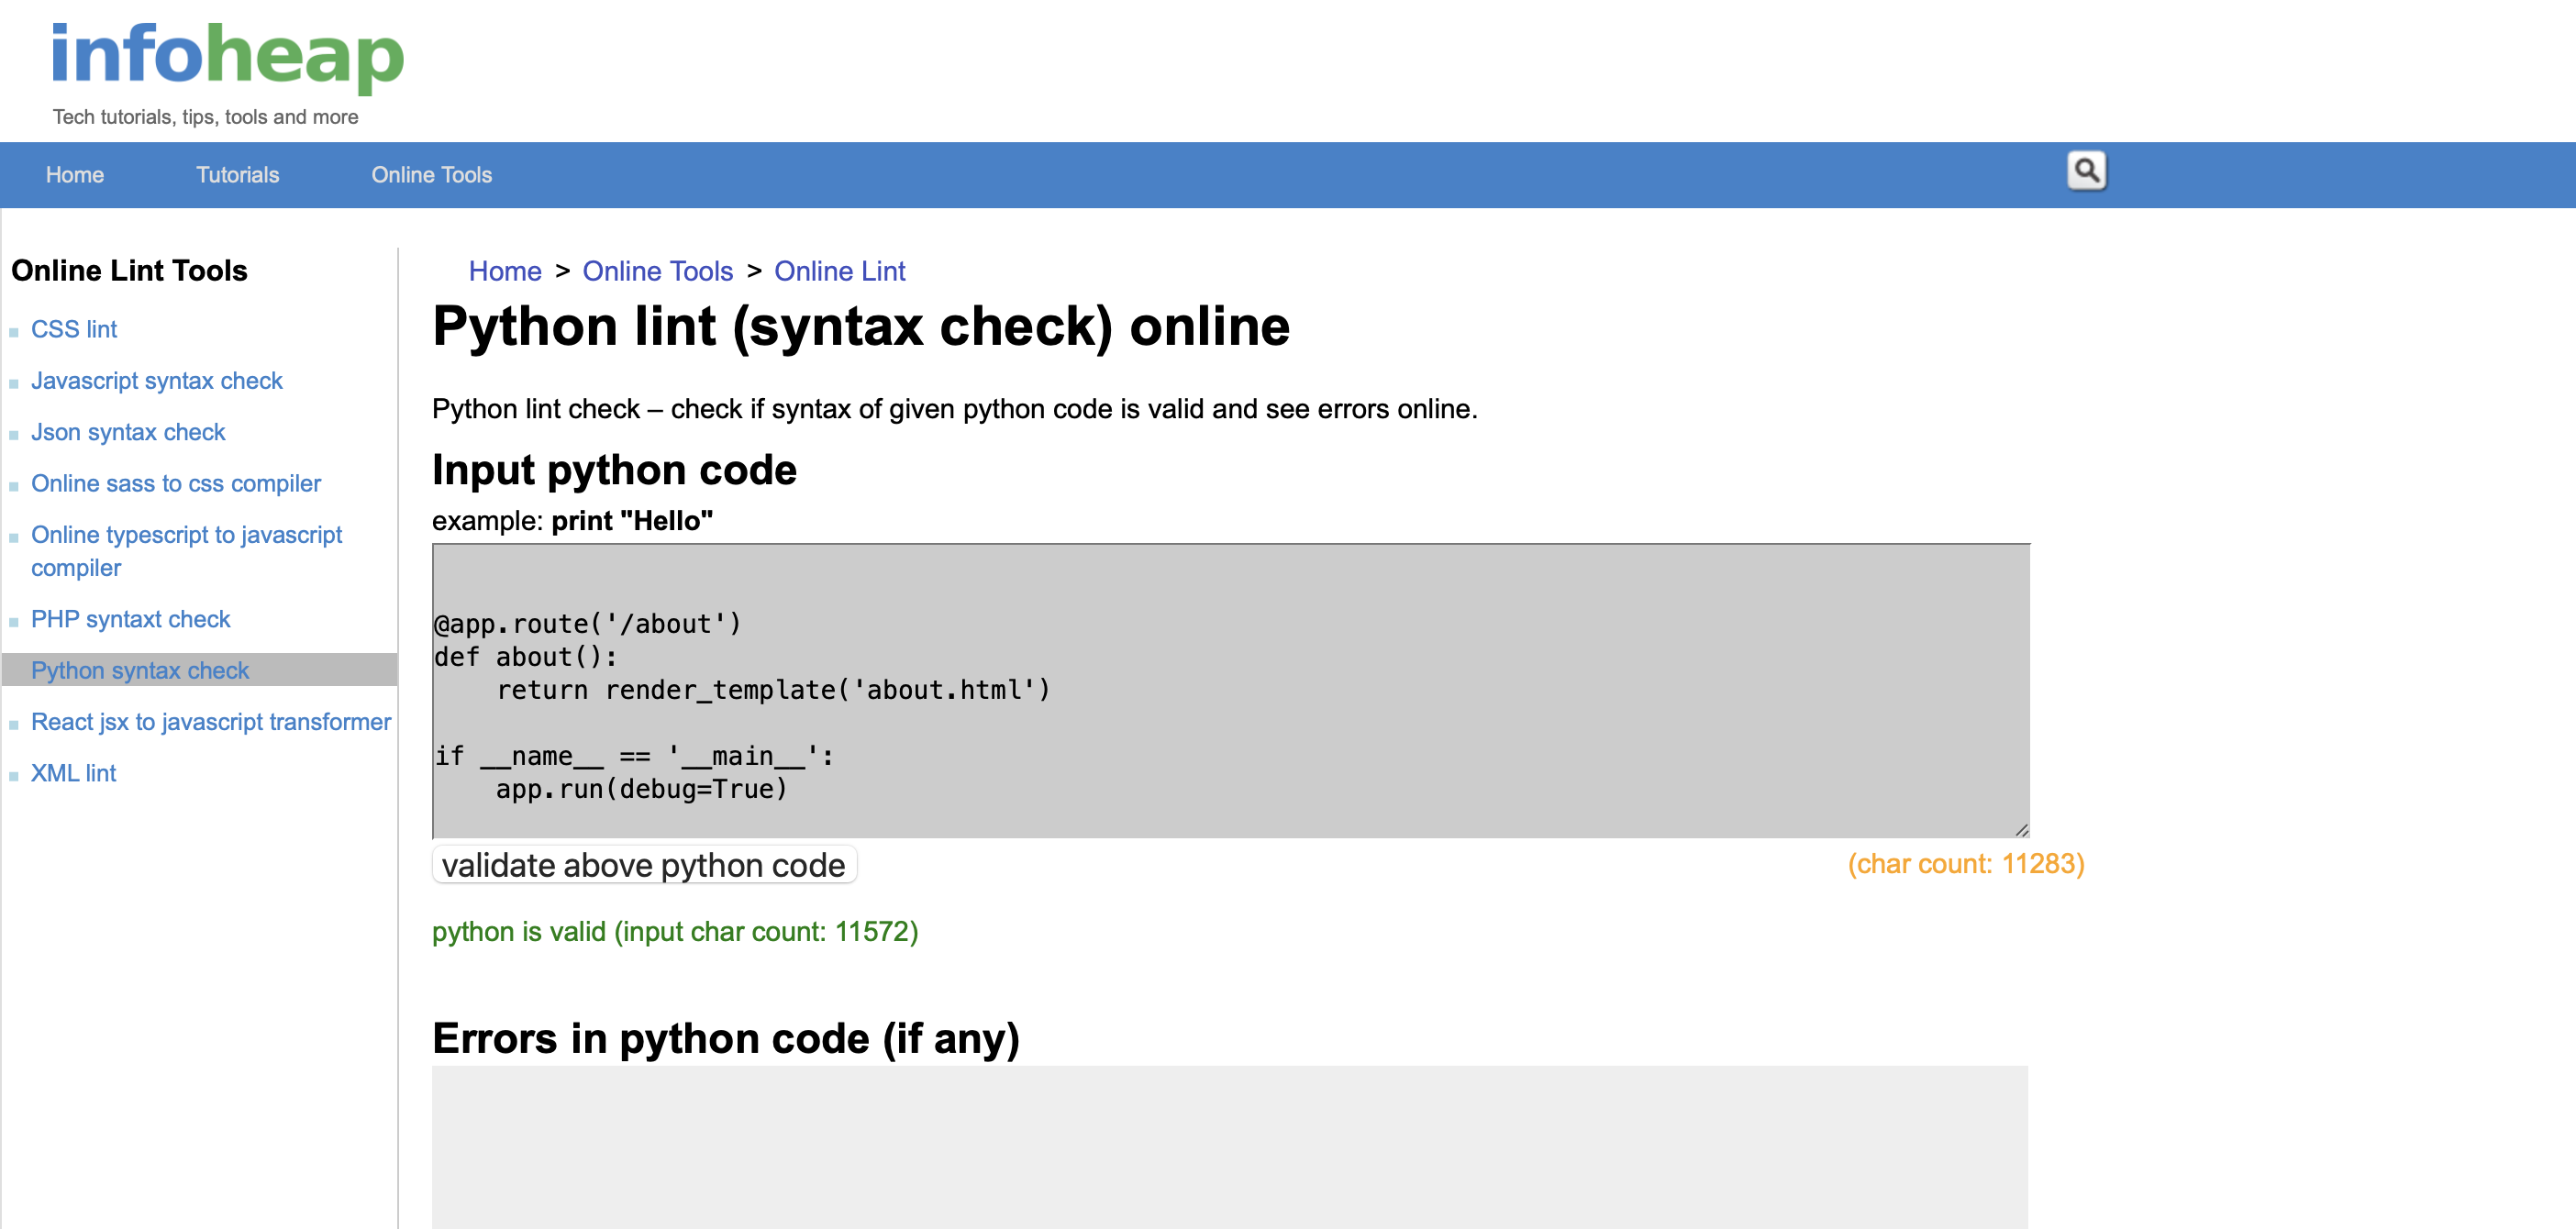 infoheap
Tech tutorials, tips, tools and more
Home
Tutorials
Online Tools
Online Lint Tools
CSS lint
Javascript syntax check
Json syntax check
Online sass to css compiler
Online typescript to javascript
compiler
PHP syntaxt check
Python syntax check
React jsx to javascript transformer
XML lint
Home > Online Tools > Online Lint
Python lint (syntax check) online
Python lint check – check if syntax of given python code is valid and see errors online.
Input python code
example: print "Hello"
@app.route('/about')
def about():
    return render_template('about.html')
if __name__ == '__main__':
    app.run(debug=True)
validate above python code
(char count: 11283)
python is valid (input char count: 11572)
Errors in python code (if any)